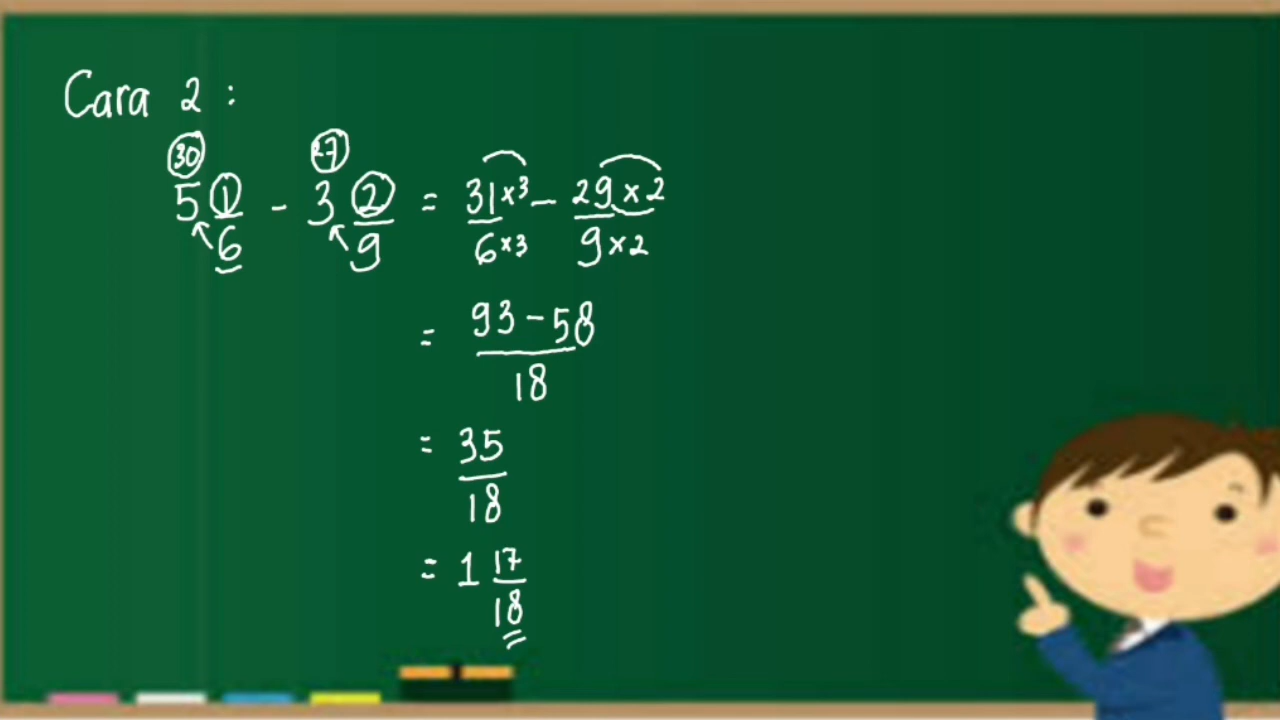 Cara 2 :
30 27
5 1/6 - 3 2/9 = 31×3/6×3 - 29×2/9×2
= 93-58/18
= 35/18
= 1 17/18